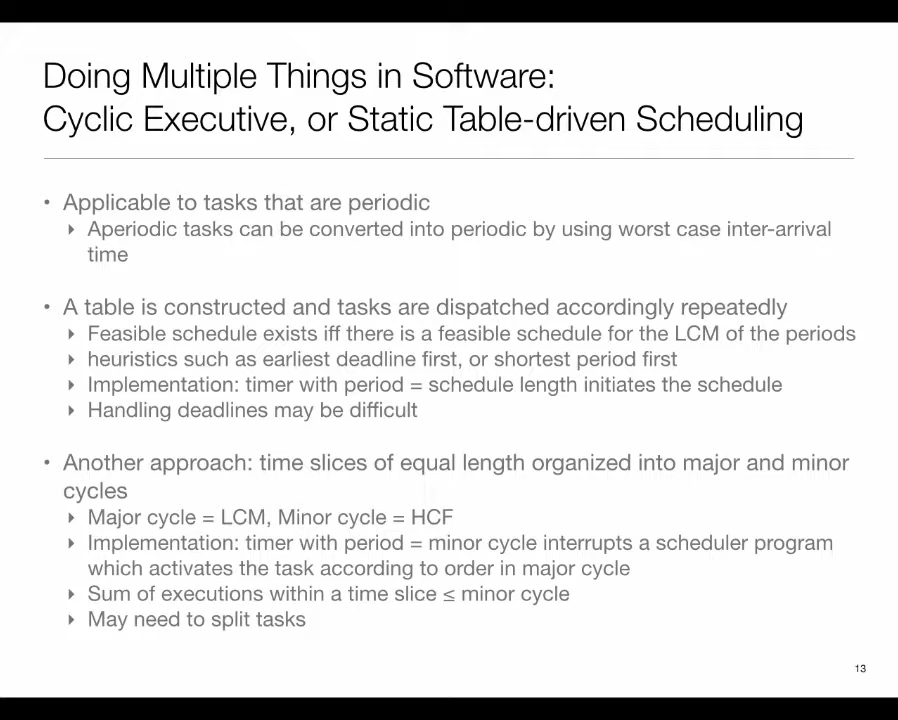 Doing Multiple Things in Software:
Cyclic Executive, or Static Table-driven Scheduling
• Applicable to tasks that are periodic
‣ Aperiodic tasks can be converted into periodic by using worst case inter-arrival
time
• A table is constructed and tasks are dispatched accordingly repeatedly
‣ Feasible schedule exists iff there is a feasible schedule for the LCM of the periods
‣ heuristics such as earliest deadline first, or shortest period first
‣ Implementation: timer with period = schedule length initiates the schedule
‣ Handling deadlines may be difficult
• Another approach: time slices of equal length organized into major and minor
cycles
‣ Major cycle = LCM, Minor cycle = HCF
‣ Implementation: timer with period = minor cycle interrupts a scheduler program
which activates the task according to order in major cycle
‣ Sum of executions within a time slice ≤ minor cycle
‣ May need to split tasks
13